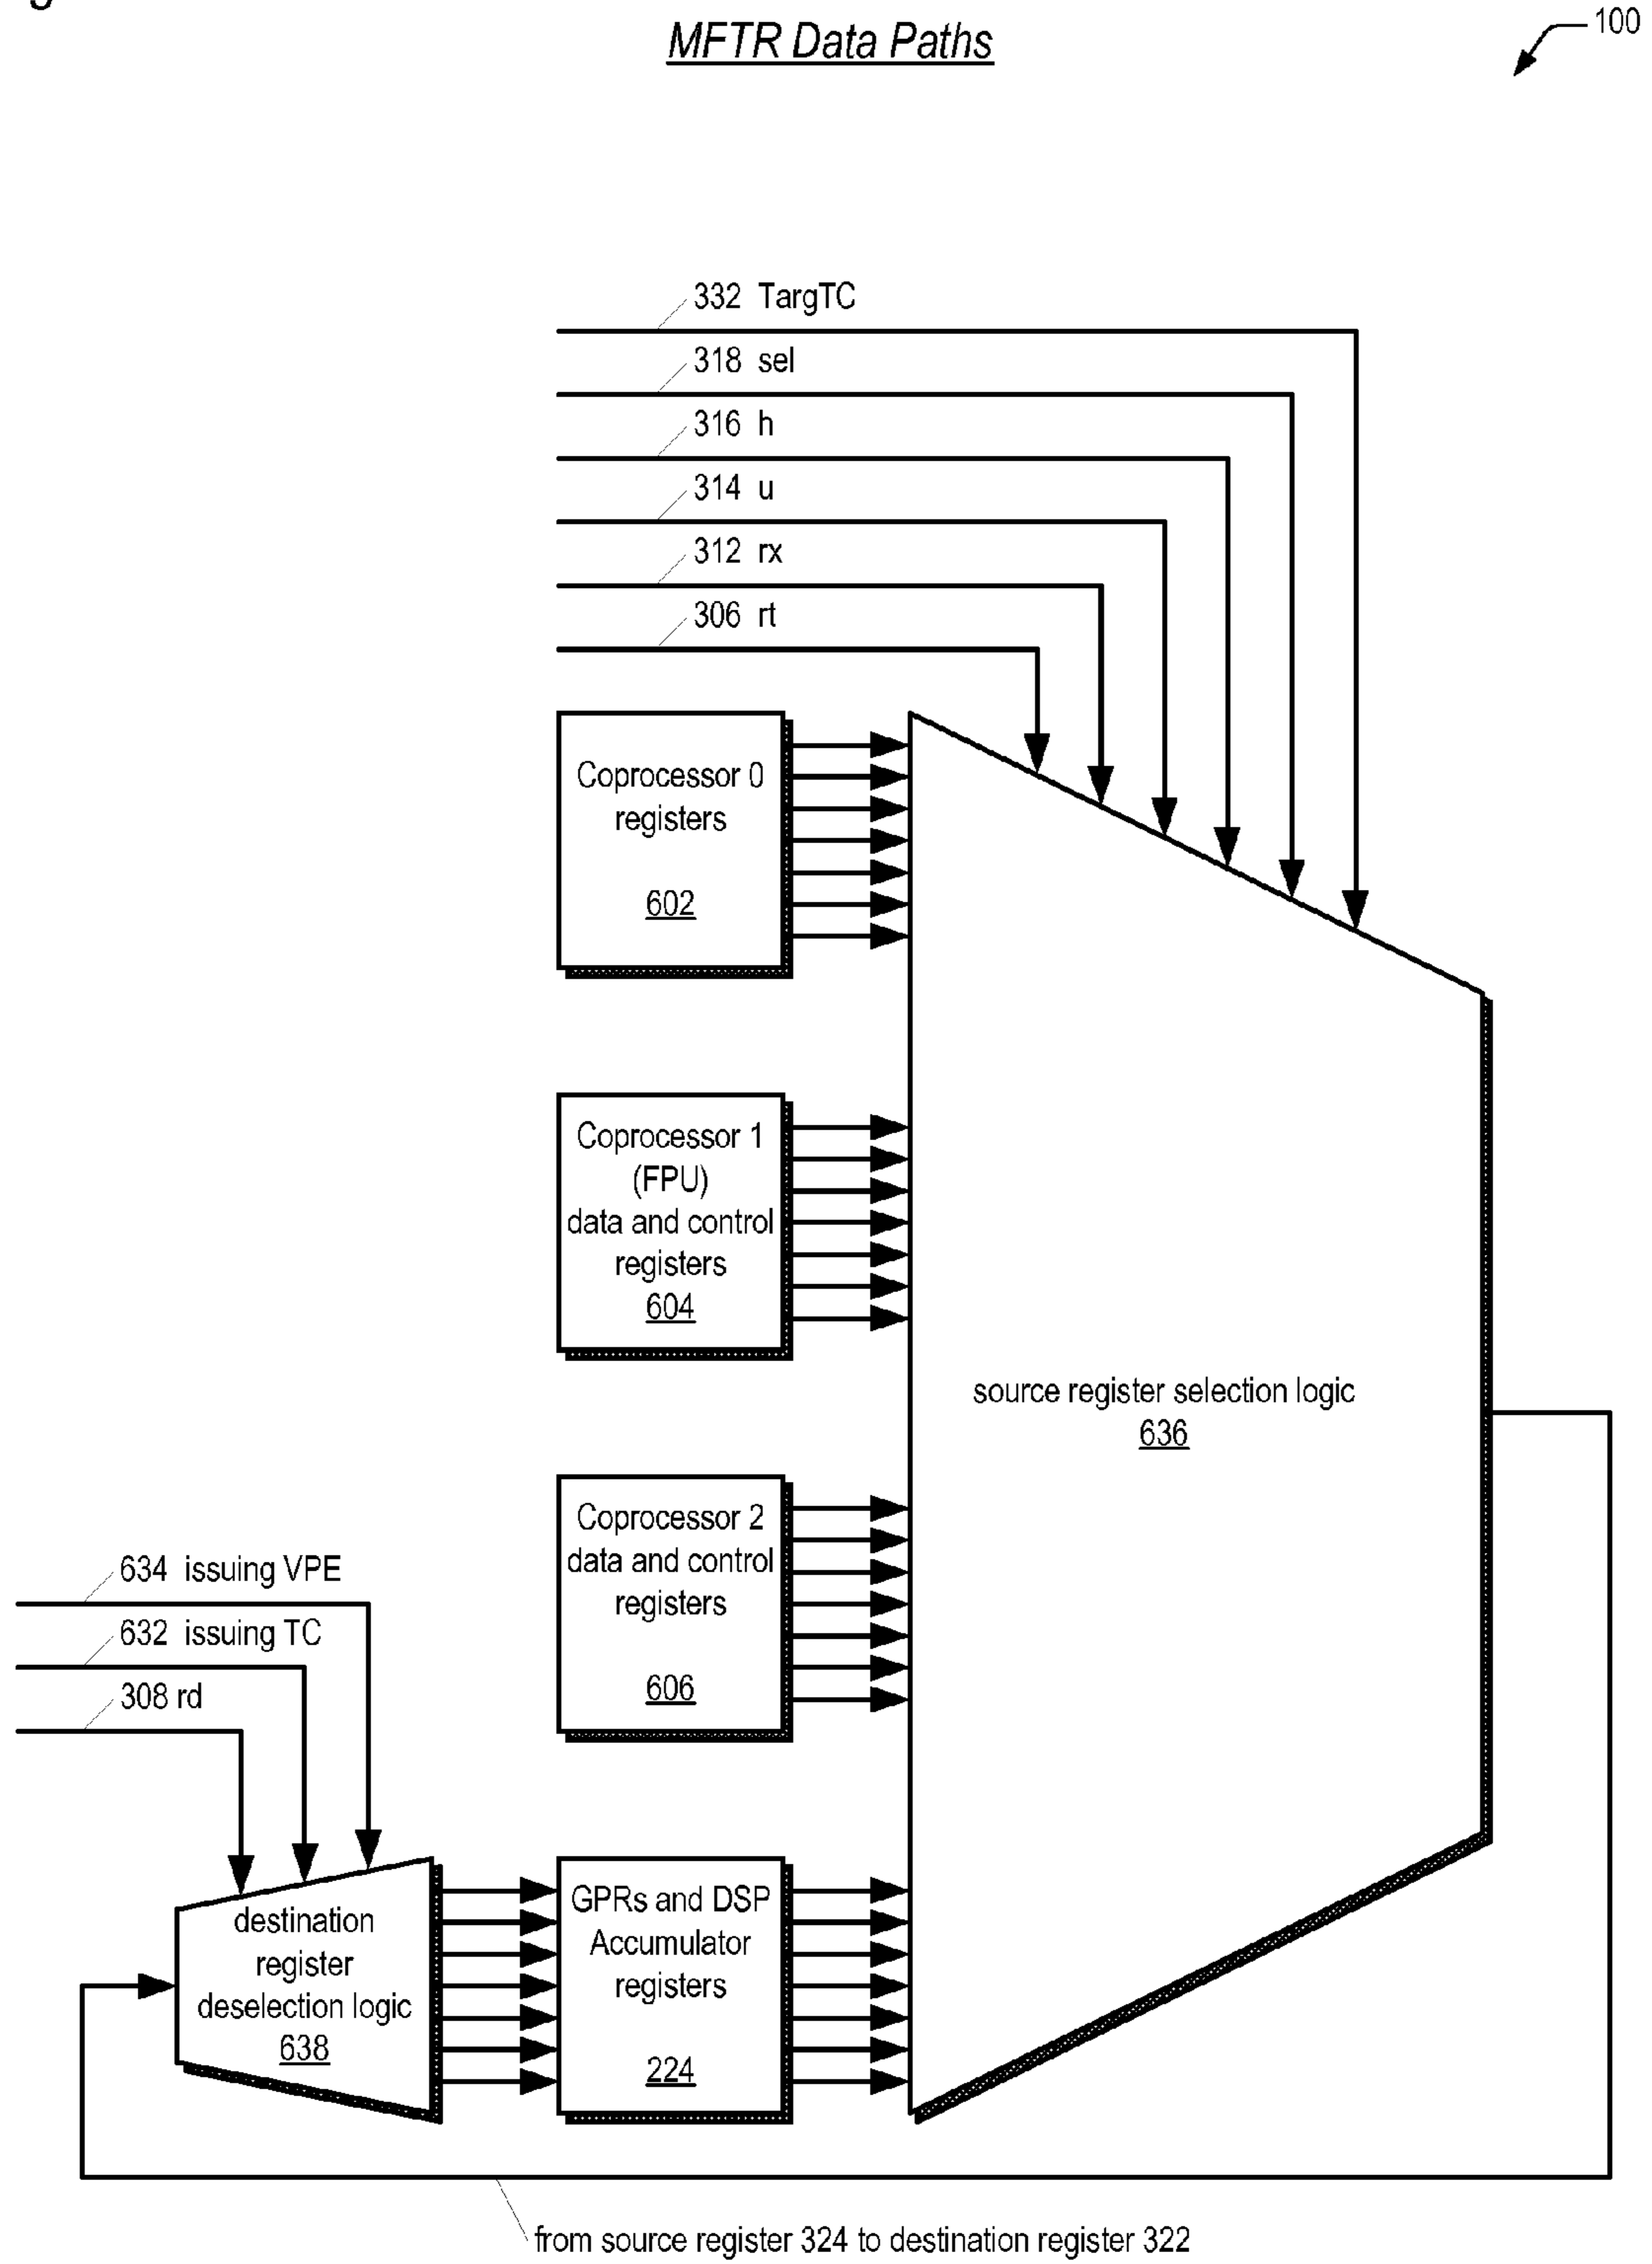 MFTR Data Paths
100
332 TargTC
318 sel
316 h
314 u
312 rx
306 rt
Coprocessor 0
registers
602
Coprocessor 1
(FPU)
data and control
registers
604
source register selection logic
636
Coprocessor 2
data and control
registers
606
634 issuing VPE
632 issuing TC
308 rd
destination
register
deselection logic
638
GPRs and DSP
Accumulator
registers
224
from source register 324 to destination register 322